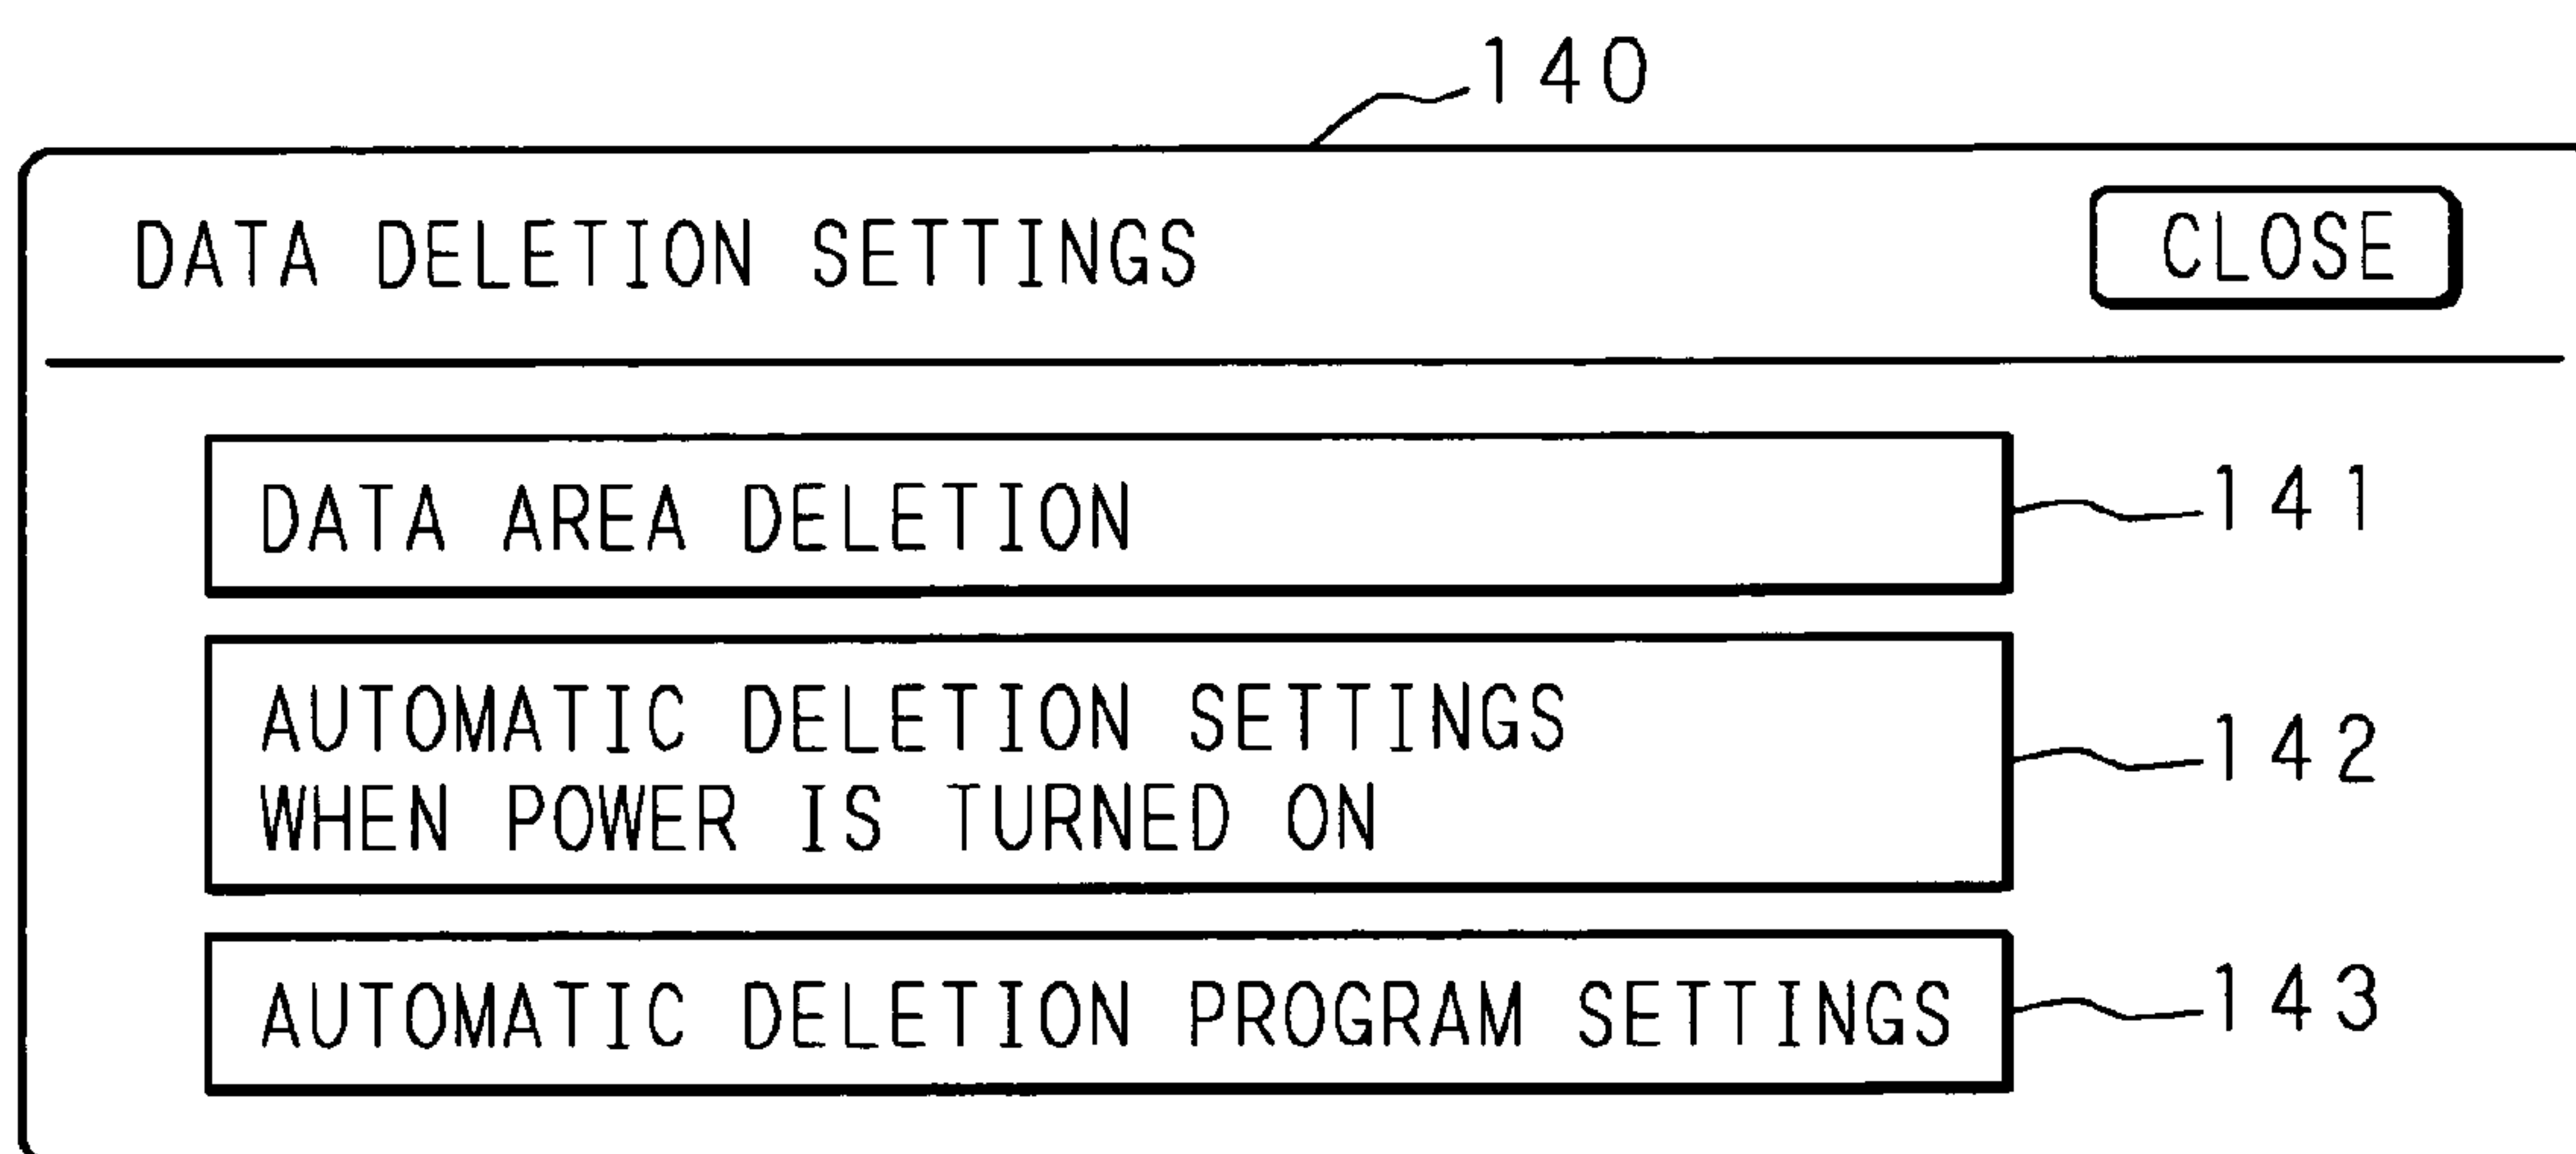 140
DATA DELETION SETTINGS
CLOSE
DATA AREA DELETION
141
AUTOMATIC DELETION SETTINGS
WHEN POWER IS TURNED ON
142
AUTOMATIC DELETION PROGRAM SETTINGS
143